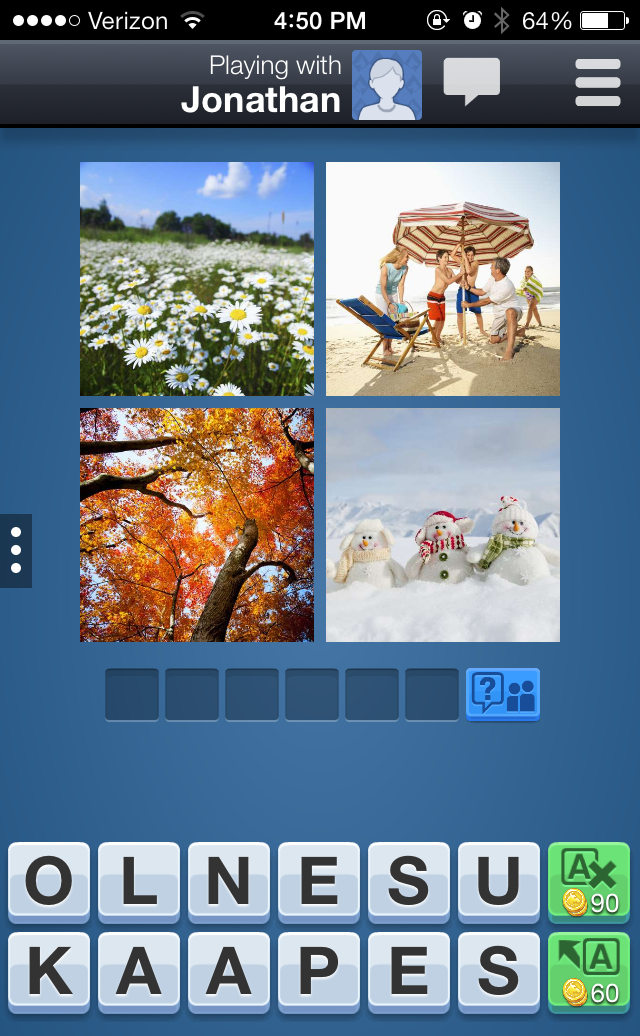 Verizon 4:50 PM 64%
Playing with
Jonathan
?
O L N E S U A 90
K A A P E S A 60